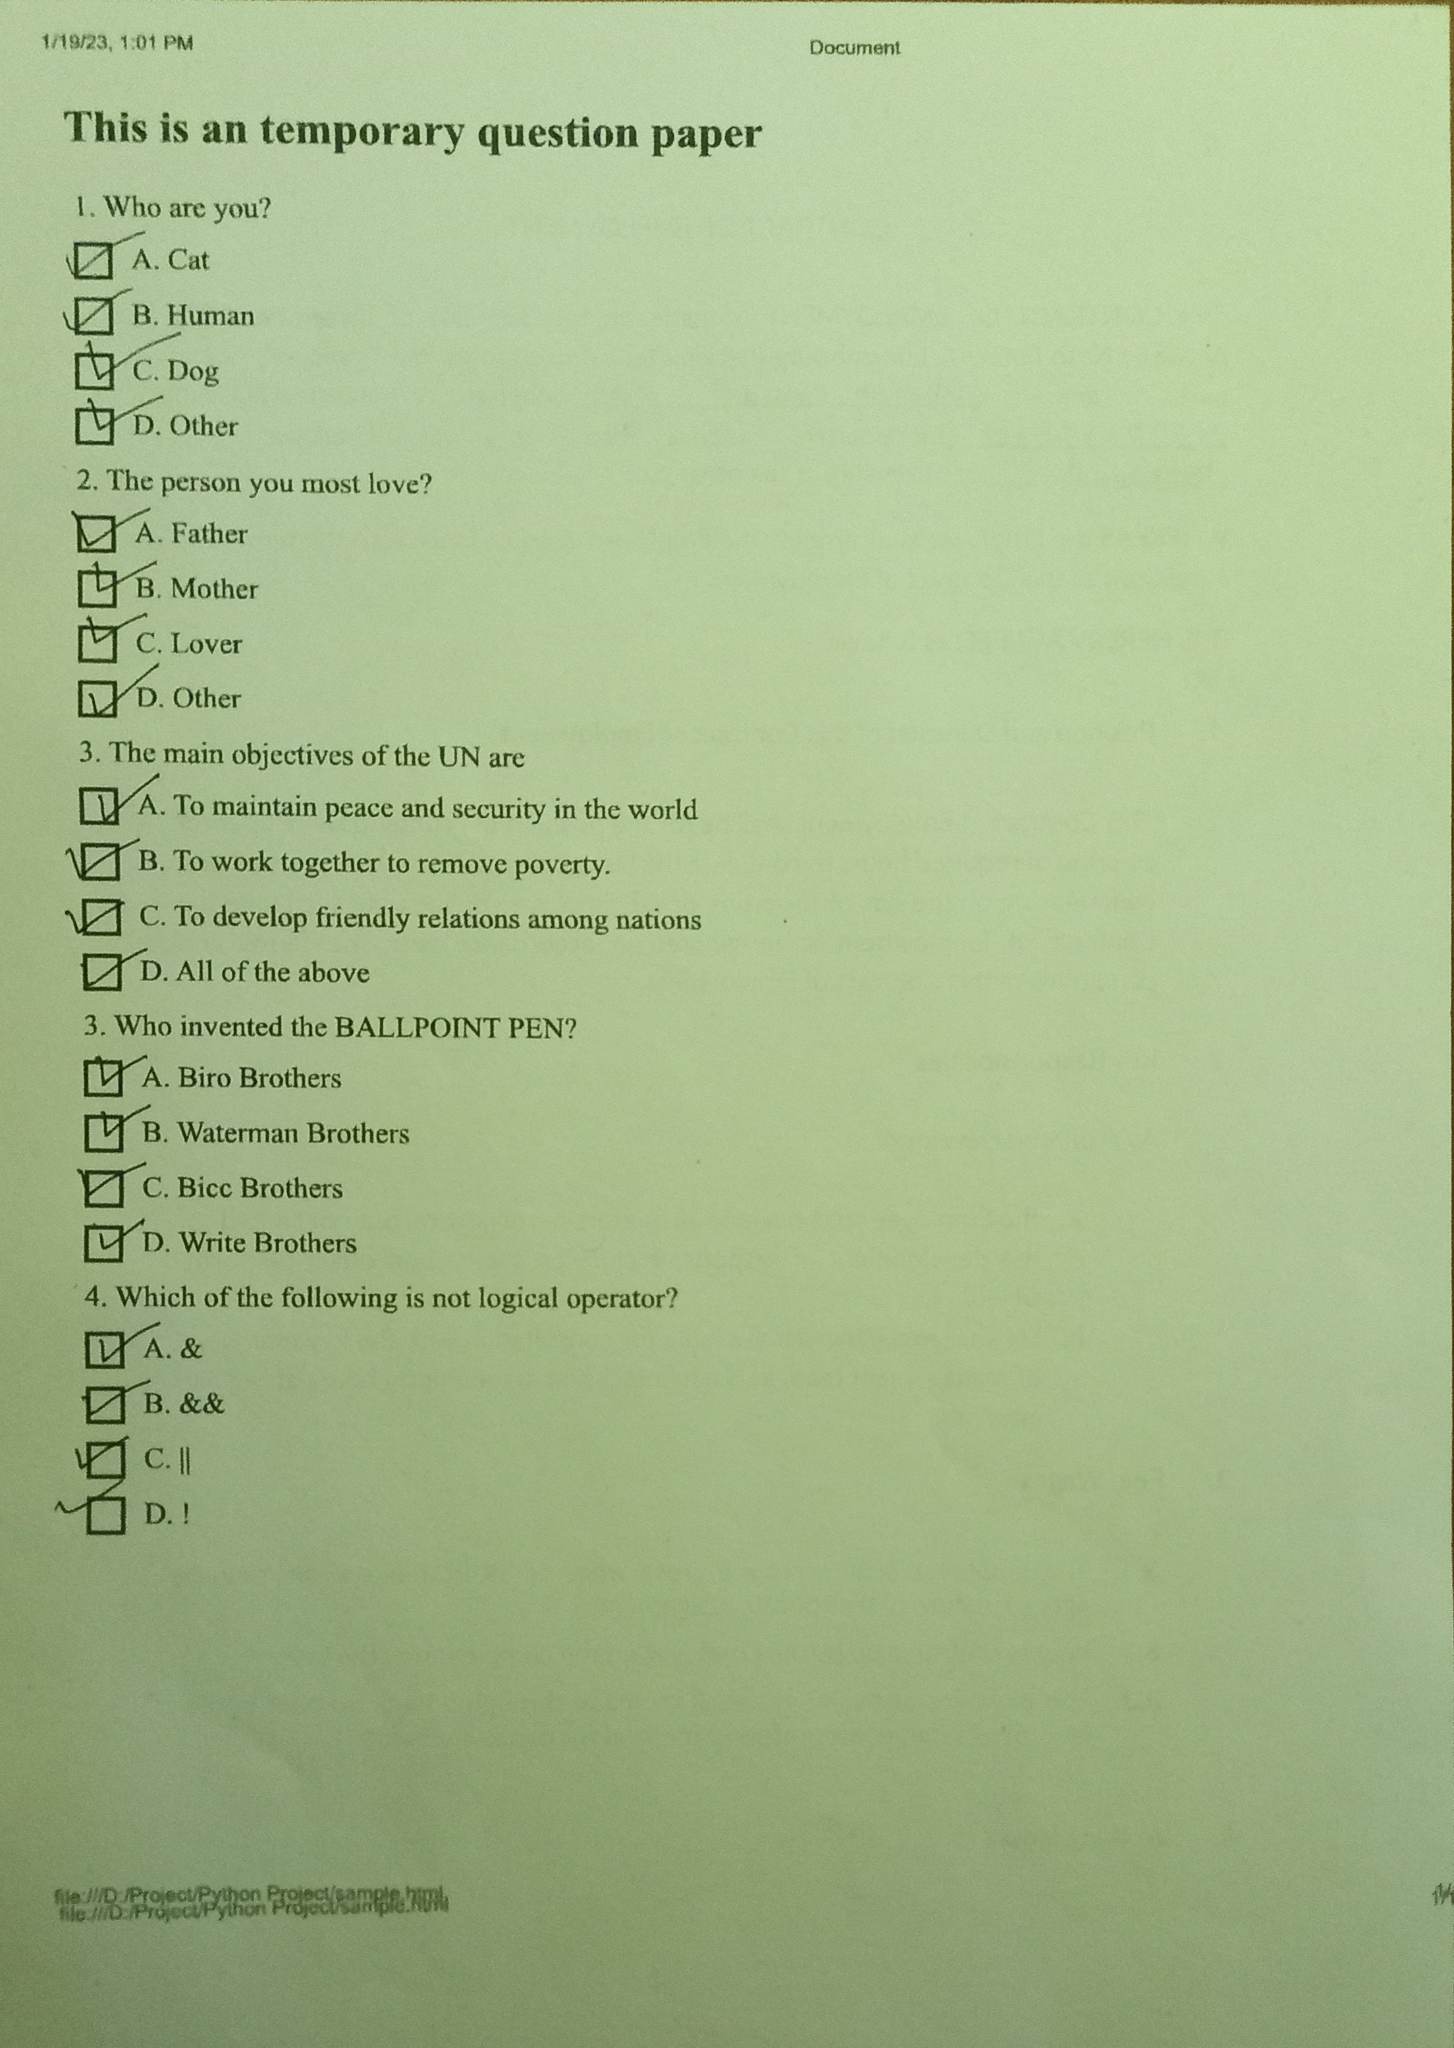 1/19/23, 1:01 PM
Document
This is an temporary question paper
1. Who are you?
A. Cat
B. Human
C. Dog
D. Other
2. The person you most love?
A. Father
B. Mother
C. Lover
D. Other
3. The main objectives of the UN are
A. To maintain peace and security in the world
B. To work together to remove poverty.
C. To develop friendly relations among nations
D. All of the above
3. Who invented the BALLPOINT PEN?
A. Biro Brothers
B. Waterman Brothers
C. Bicc Brothers
D. Write Brothers
4. Which of the following is not logical operator?
A. &
B. &&
C. ||
D. !
file:///D:/Project/Python Project/sample.html
file:///D:/Project/Python Project/sample.html